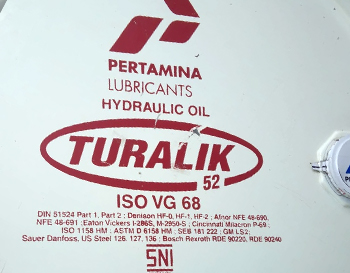 PERTAMINA
LUBRICANTS
HYDRAULIC OIL
TURALIK
52
ISO VG 68
DIN 51524 Part 1, Part 2 ; Denison HF-0, HF-1, HF-2 ; Afnor NFE 48-690,
NFE 48-691 ; Eaton Vickers I-286S, M-2950-S ; Cincinnati Milacron P-69 ;
ISO 1158 HM ; ASTM D 6158 HM ; SEB 181 222 ; GM LS2 ;
Sauer Danfoss, US Steel 126, 127, 136 ; Bosch Rexroth RDE 90220, RDE 90240
SNI